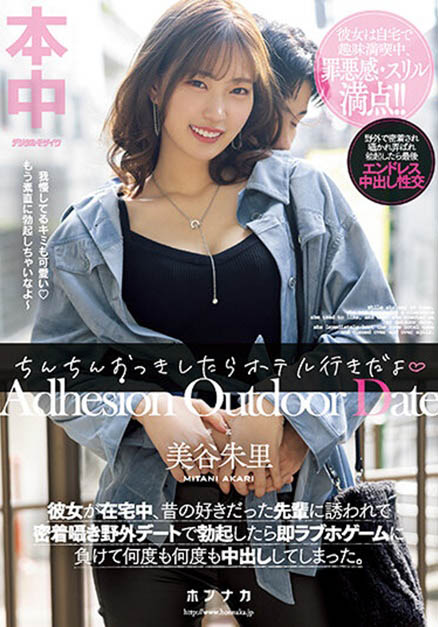 本中
デジタルモザイク
彼女は自宅で
趣味満喫中、
罪悪感・スリル
満点!!
野外で密着され
囁かれ弄ばれ
勃起したら最後
エンドレス
中出し性交
我慢してるキミも可愛い♡
もう素直に勃起しちゃいなよ～
ちんちんおっきしたらホテル行きだよ♡
Adhesion Outdoor Date
美谷朱里
MITANI AKARI
彼女が在宅中、昔の好きだった先輩に誘われて
密着囁き野外デートで勃起したら即ラブホゲームに
負けて何度も何度も中出ししてしまった。
ホンナカ
http://www.honnaka.jp